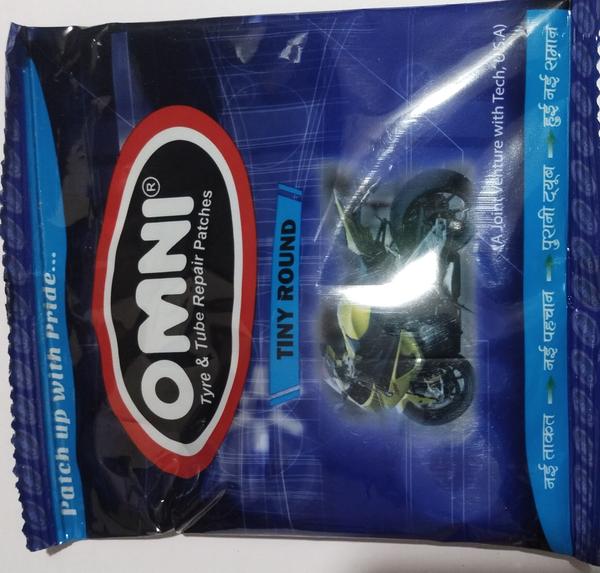 Patch up with Pride...
OMNI®
Tyre & Tube Repair Patches
TINY ROUND
(A Joint Venture with Tech, U.S.A)
नई ताकत → नई पहचान → पुरानी ट्यूब → हुई नई समान